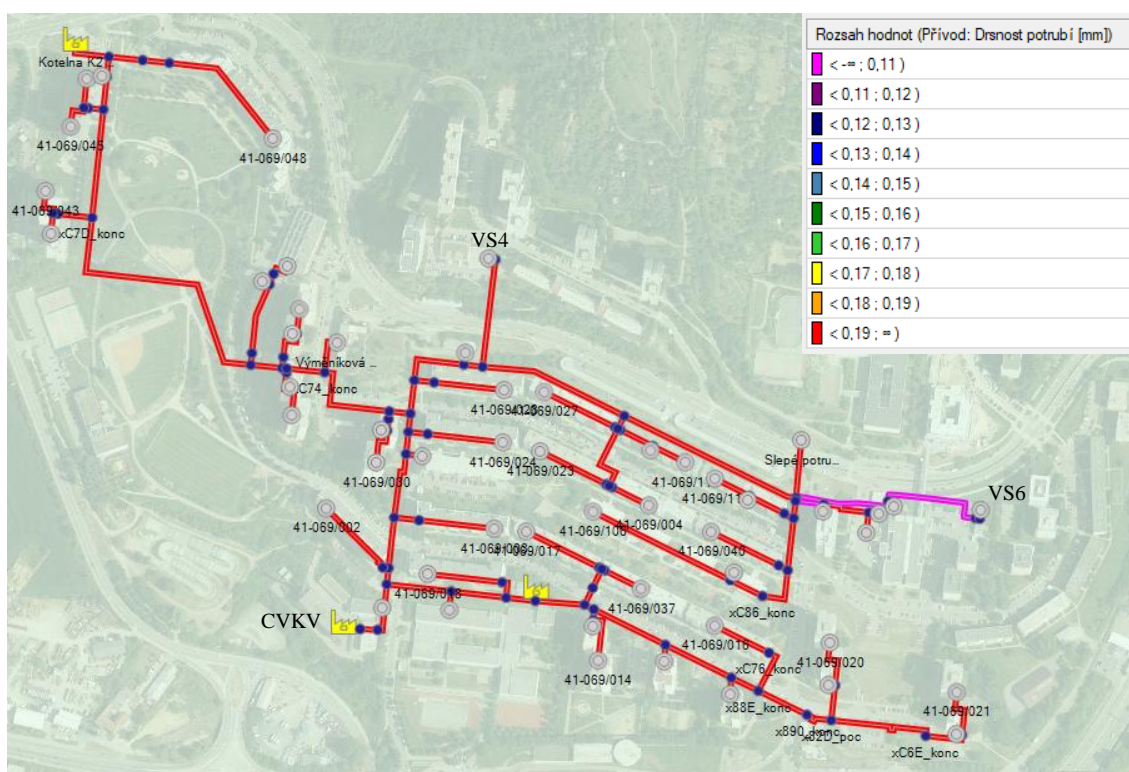 Rozsah hodnot (Přívod: Drsnost potrubí [mm])
< -∞ ; 0,11 )
< 0,11 ; 0,12 )
< 0,12 ; 0,13 )
< 0,13 ; 0,14 )
< 0,14 ; 0,15 )
< 0,15 ; 0,16 )
< 0,16 ; 0,17 )
< 0,17 ; 0,18 )
< 0,18 ; 0,19 )
< 0,19 ; ∞ )
Kotelna K2...
41-069/045
41-069/048
41-069/043
xC7D_konc
VS4
Výměníková ...
C74_konc
41-069/027
41-069/024
41-069/023
Slepé potru...
41-069/1
41-069/030
41-069/11
VS6
41-069/002
41-069/004
41-069/017
41-069/040
41-069/018
41-069/037
xC86_konc
CVKV
41-069/016
41-069/020
xC76_konc
41-069/014
x88E_konc
41-069/021
x890_konc
x82D_poc
xC6E_konc